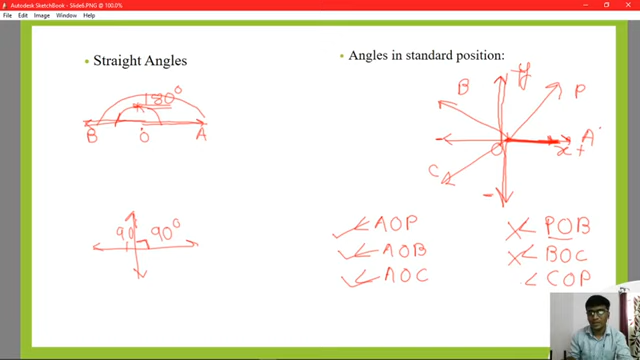 Autodesk SketchBook - Slide6.PNG @ 100.0%
File Edit Image Window Help
• Straight Angles
180°
B O A
90 90°
• Angles in standard position:
y
B P
O x + A
C
-
✓ ∠ AOP
✓ ∠ AOB
✓ ∠ AOC
× ∠ POB
× ∠ BOC
∠ COP